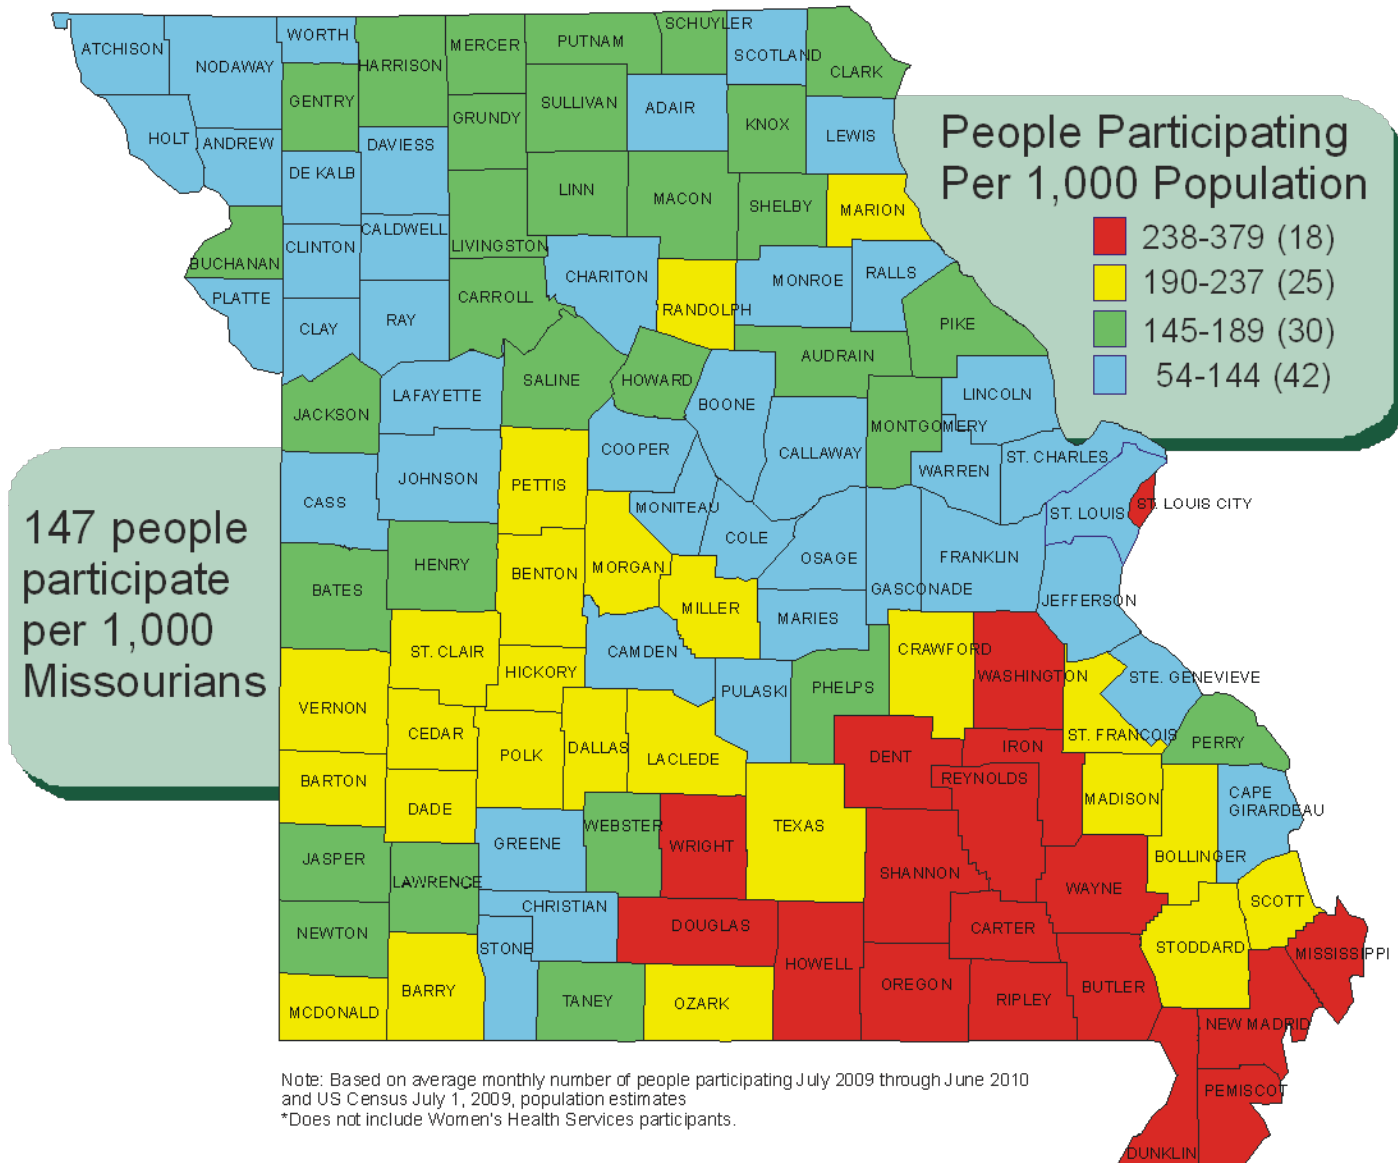 SCHUYLER
WORTH
ATCHISON
MERCER
PUTNAM
NODAWAY
HARRISON
SCOTLAND
CLARK
GENTRY
SULLIVAN
ADAIR
GRUNDY
KNOX
HOLT
ANDREW
DAVIESS
LEWIS
People Participating
Per 1,000 Population
238-379 (18)
190-237 (25)
145-189 (30)
54-144 (42)
DE KALB
LINN
MACON
SHELBY
MARION
CALDWELL
CLINTON
LIVINGSTON
BUCHANAN
CHARITON
MONROE
RALLS
PLATTE
CARROLL
RANDOLPH
CLAY
RAY
PIKE
AUDRAIN
SALINE
HOWARD
LAFAYETTE
BOONE
LINCOLN
JACKSON
MONTGOMERY
COOPER
CALLAWAY
ST. CHARLES
WARREN
JOHNSON
PETTIS
CASS
MONITEAU
ST. LOUIS
ST. LOUIS CITY
147 people
participate
per 1,000
Missourians
COLE
OSAGE
FRANKLIN
HENRY
BENTON
MORGAN
BATES
GASCONADE
JEFFERSON
MILLER
MARIES
ST. CLAIR
CAMDEN
CRAWFORD
HICKORY
WASHINGTON
STE. GENEVIEVE
PULASKI
PHELPS
VERNON
CEDAR
DALLAS
ST. FRANCOIS
PERRY
POLK
LACLEDE
DENT
IRON
BARTON
REYNOLDS
DADE
MADISON
CAPE
GIRARDEAU
WEBSTER
TEXAS
GREENE
WRIGHT
JASPER
BOLLINGER
LAWRENCE
SHANNON
WAYNE
CHRISTIAN
SCOTT
NEWTON
DOUGLAS
CARTER
STONE
STODDARD
MISSISSIPPI
HOWELL
BARRY
OREGON
BUTLER
TANEY
OZARK
RIPLEY
MCDONALD
NEW MADRID
PEMISCOT
DUNKLIN
Note: Based on average monthly number of people participating July 2009 through June 2010
and US Census July 1, 2009, population estimates
*Does not include Women's Health Services participants.